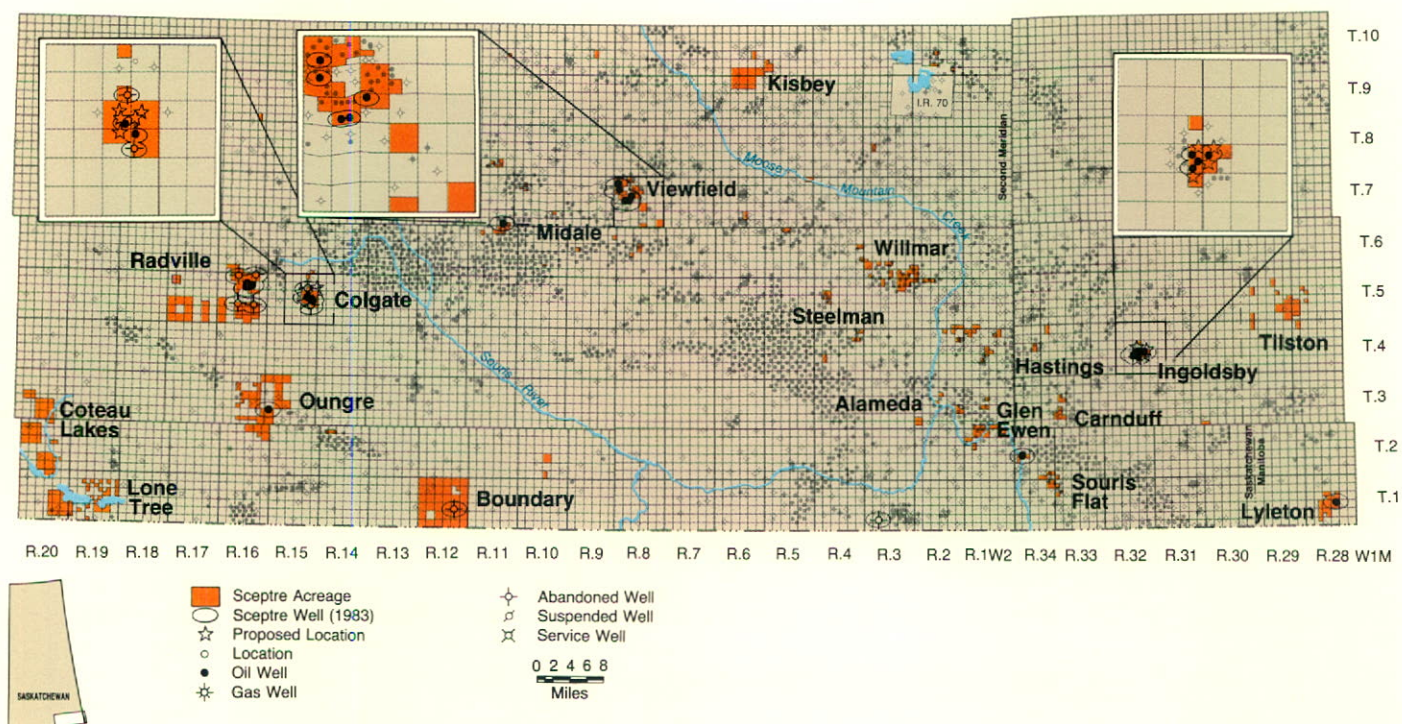 T.10
Kisbey
T.9
I.R. 70
T.8
Second Meridian
Moose
Mountain
Creek
Viewfield
T.7
Midale
T.6
Radville
Willmar
Colgate
T.5
Steelman
Tilston
T.4
Hastings
Ingoldsby
Souris
River
Oungre
Alameda
T.3
Coteau
Lakes
Glen
Ewen
Carnduff
T.2
Saskatchewan
Manitoba
Lone
Tree
Boundary
Souris
Flat
T.1
Lyleton
R.20 R.19 R.18 R.17 R.16 R.15 R.14 R.13 R.12 R.11 R.10 R.9 R.8 R.7 R.6 R.5 R.4 R.3 R.2 R.1W2 R.34 R.33 R.32 R.31 R.30 R.29 R.28 W1M
Sceptre Acreage
Sceptre Well (1983)
Proposed Location
Location
Oil Well
Gas Well
Abandoned Well
Suspended Well
Service Well
0 2 4 6 8
Miles
SASKATCHEWAN